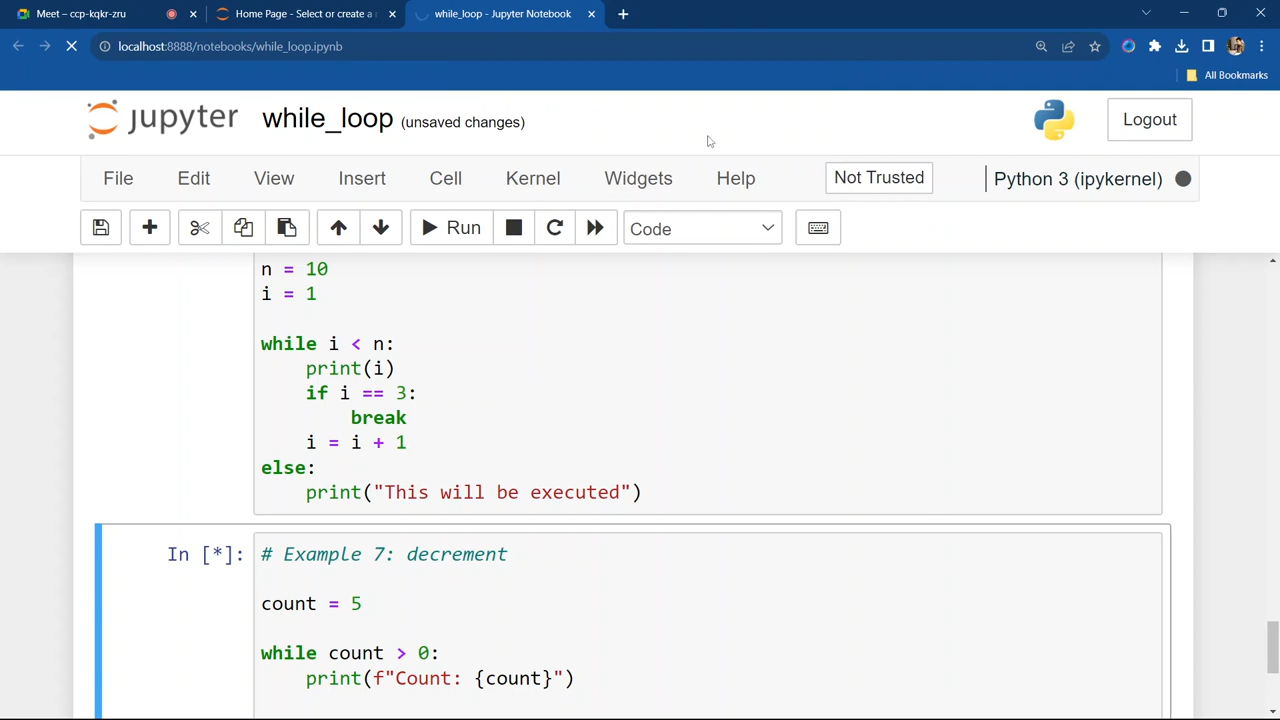 Meet – ccp-kqkr-zru
Home Page - Select or create a
while_loop - Jupyter Notebook
localhost:8888/notebooks/while_loop.ipynb
All Bookmarks
jupyter while_loop (unsaved changes)
Logout
File Edit View Insert Cell Kernel Widgets Help Not Trusted Python 3 (ipykernel)
Run Code
n = 10
i = 1
while i < n:
    print(i)
    if i == 3:
        break
    i = i + 1
else:
    print("This will be executed")
In [*]: # Example 7: decrement
count = 5
while count > 0:
    print(f"Count: {count}")